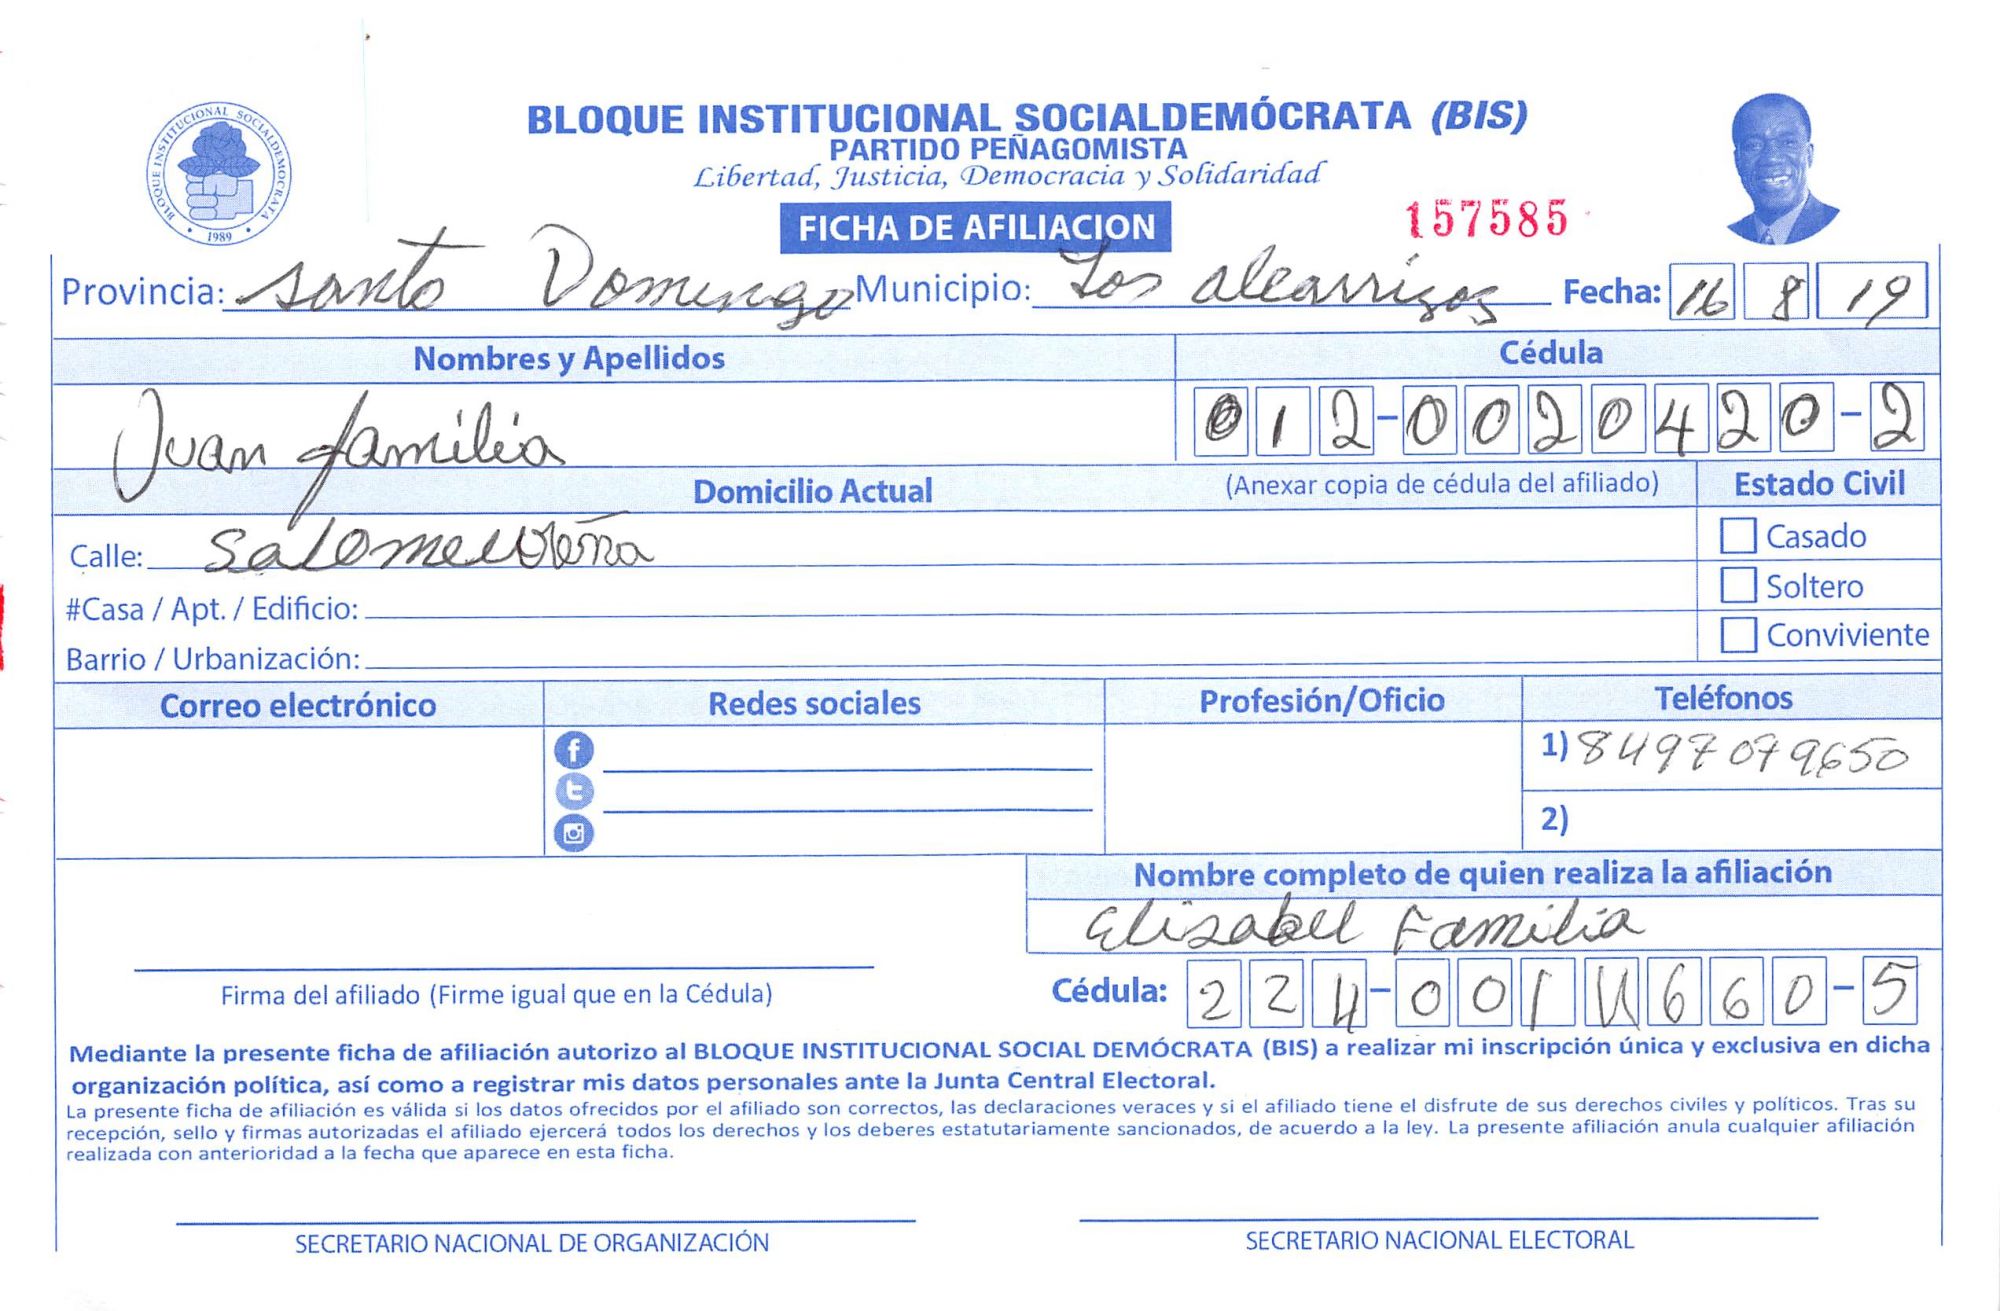 BLOQUE INSTITUCIONAL SOCIALDEMOCRATA
1989
BLOQUE INSTITUCIONAL SOCIALDEMÓCRATA (BIS)
PARTIDO PEÑAGOMISTA
Libertad, Justicia, Democracia y Solidaridad
FICHA DE AFILIACION
157585
Provincia: Santo Domingo Municipio: Los alcarrizos Fecha: 16 8 19
Nombres y Apellidos Cédula
Juan familia 012-0020420-2
Domicilio Actual (Anexar copia de cédula del afiliado) Estado Civil
Calle: Salome Ureña Casado
#Casa / Apt. / Edificio: Soltero
Barrio / Urbanización: Conviviente
Correo electrónico Redes sociales Profesión/Oficio Teléfonos
1) 8497079650
2)
Nombre completo de quien realiza la afiliación
Elisabel Familia
Firma del afiliado (Firme igual que en la Cédula) Cédula: 224-0014660-5
Mediante la presente ficha de afiliación autorizo al BLOQUE INSTITUCIONAL SOCIAL DEMÓCRATA (BIS) a realizar mi inscripción única y exclusiva en dicha
organización política, así como a registrar mis datos personales ante la Junta Central Electoral.
La presente ficha de afiliación es válida si los datos ofrecidos por el afiliado son correctos, las declaraciones veraces y si el afiliado tiene el disfrute de sus derechos civiles y políticos. Tras su
recepción, sello y firmas autorizadas el afiliado ejercerá todos los derechos y los deberes estatutariamente sancionados, de acuerdo a la ley. La presente afiliación anula cualquier afiliación
realizada con anterioridad a la fecha que aparece en esta ficha.
SECRETARIO NACIONAL DE ORGANIZACIÓN SECRETARIO NACIONAL ELECTORAL